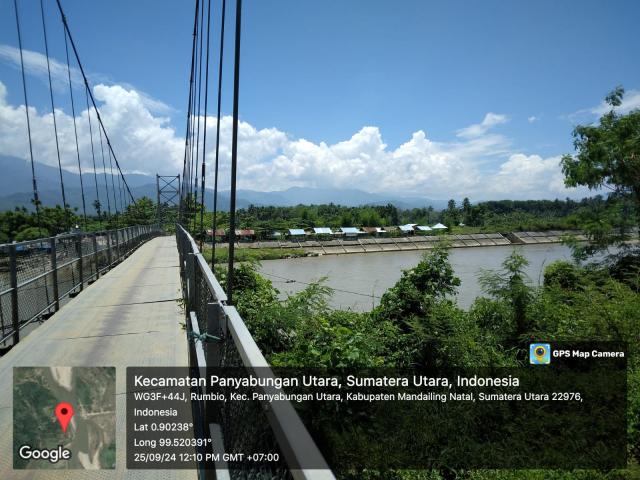 GPS Map Camera
Kecamatan Panyabungan Utara, Sumatera Utara, Indonesia
WG3F+44J, Rumbio, Kec. Panyabungan Utara, Kabupaten Mandailing Natal, Sumatera Utara 22976,
Indonesia
Lat 0.90238°
Long 99.520391°
25/09/24 12:10 PM GMT +07:00
Google